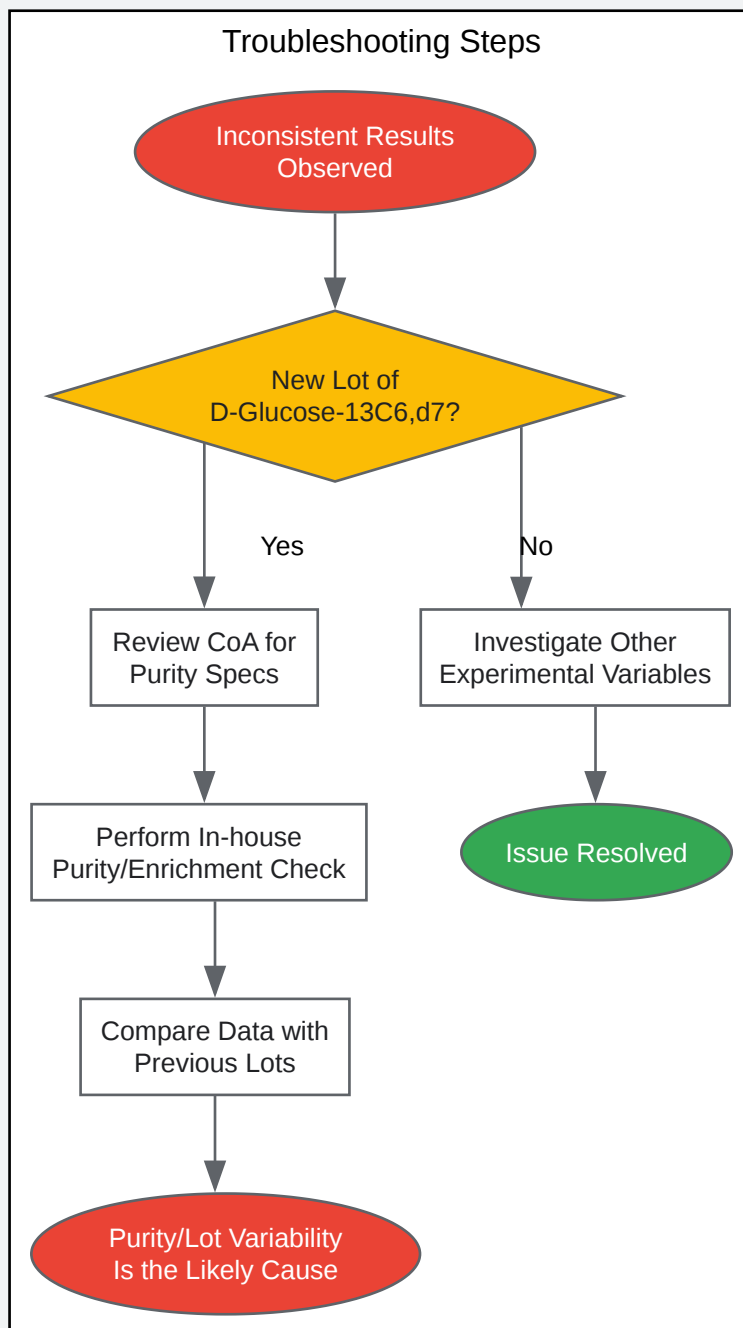 Troubleshooting Steps
Inconsistent Results
Observed
New Lot of
D-Glucose-13C6,d7?
Yes
No
Review CoA for
Purity Specs
Investigate Other
Experimental Variables
Perform In-house
Purity/Enrichment Check
Issue Resolved
Compare Data with
Previous Lots
Purity/Lot Variability
Is the Likely Cause